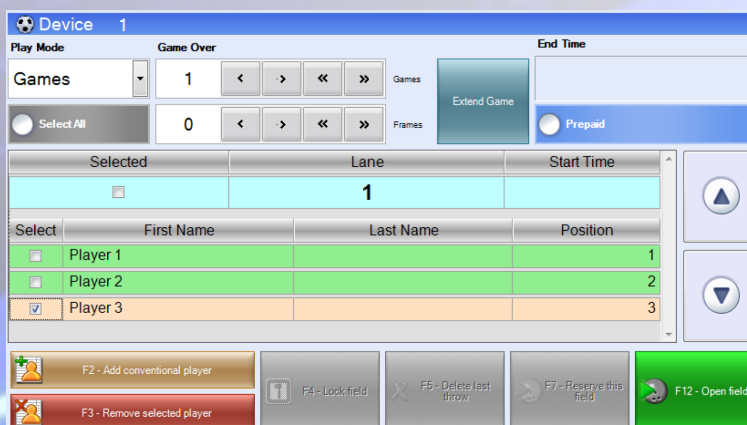 Device 1
Play Mode Game Over End Time
Games 1 < > « » Games
Extend Game
Select All 0 < > « » Frames Prepaid
Selected Lane Start Time
1
Select First Name Last Name Position
Player 1 1
Player 2 2
Player 3 3
F2 - Add conventional player
F3 - Remove selected player
F4 - Lock field
F5 - Delete last
throw
F7 - Reserve this
field
F12 - Open field